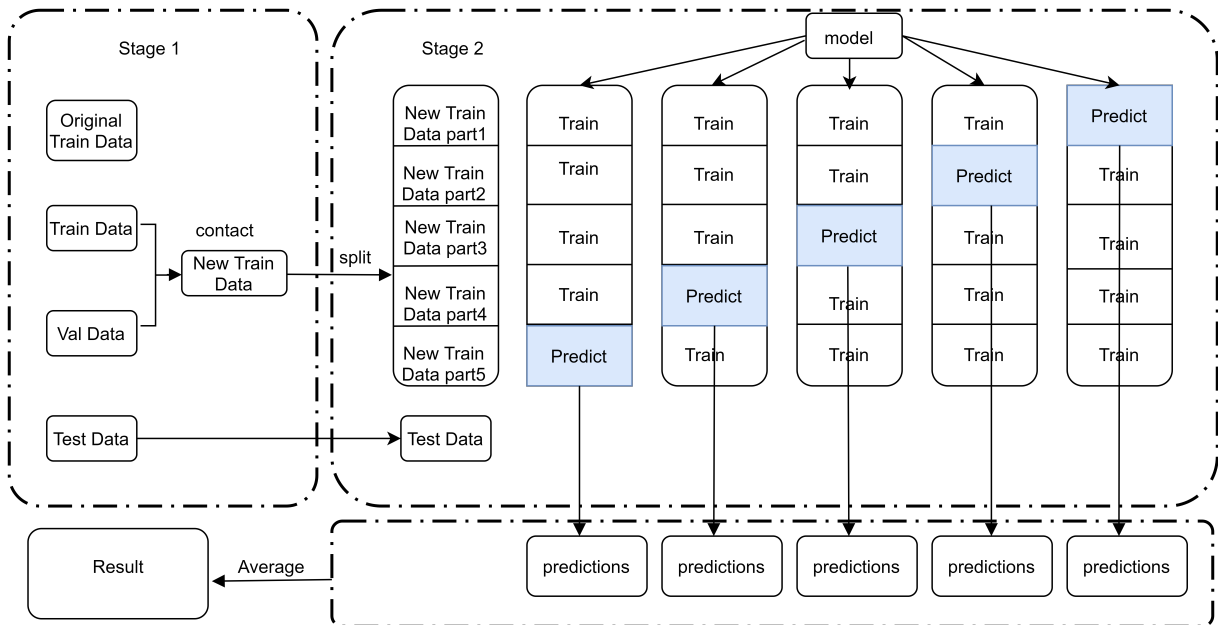 Stage 1
Original
Train Data
Train Data
Val Data
contact
New Train
Data
Test Data
split
Stage 2
model
New Train
Data part1
New Train
Data part2
New Train
Data part3
New Train
Data part4
New Train
Data part5
Test Data
Train
Train
Train
Train
Predict
Train
Train
Train
Predict
Train
Train
Train
Predict
Train
Train
Train
Predict
Train
Train
Train
Predict
Train
Train
Train
Train
predictions
predictions
predictions
predictions
predictions
Average
Result